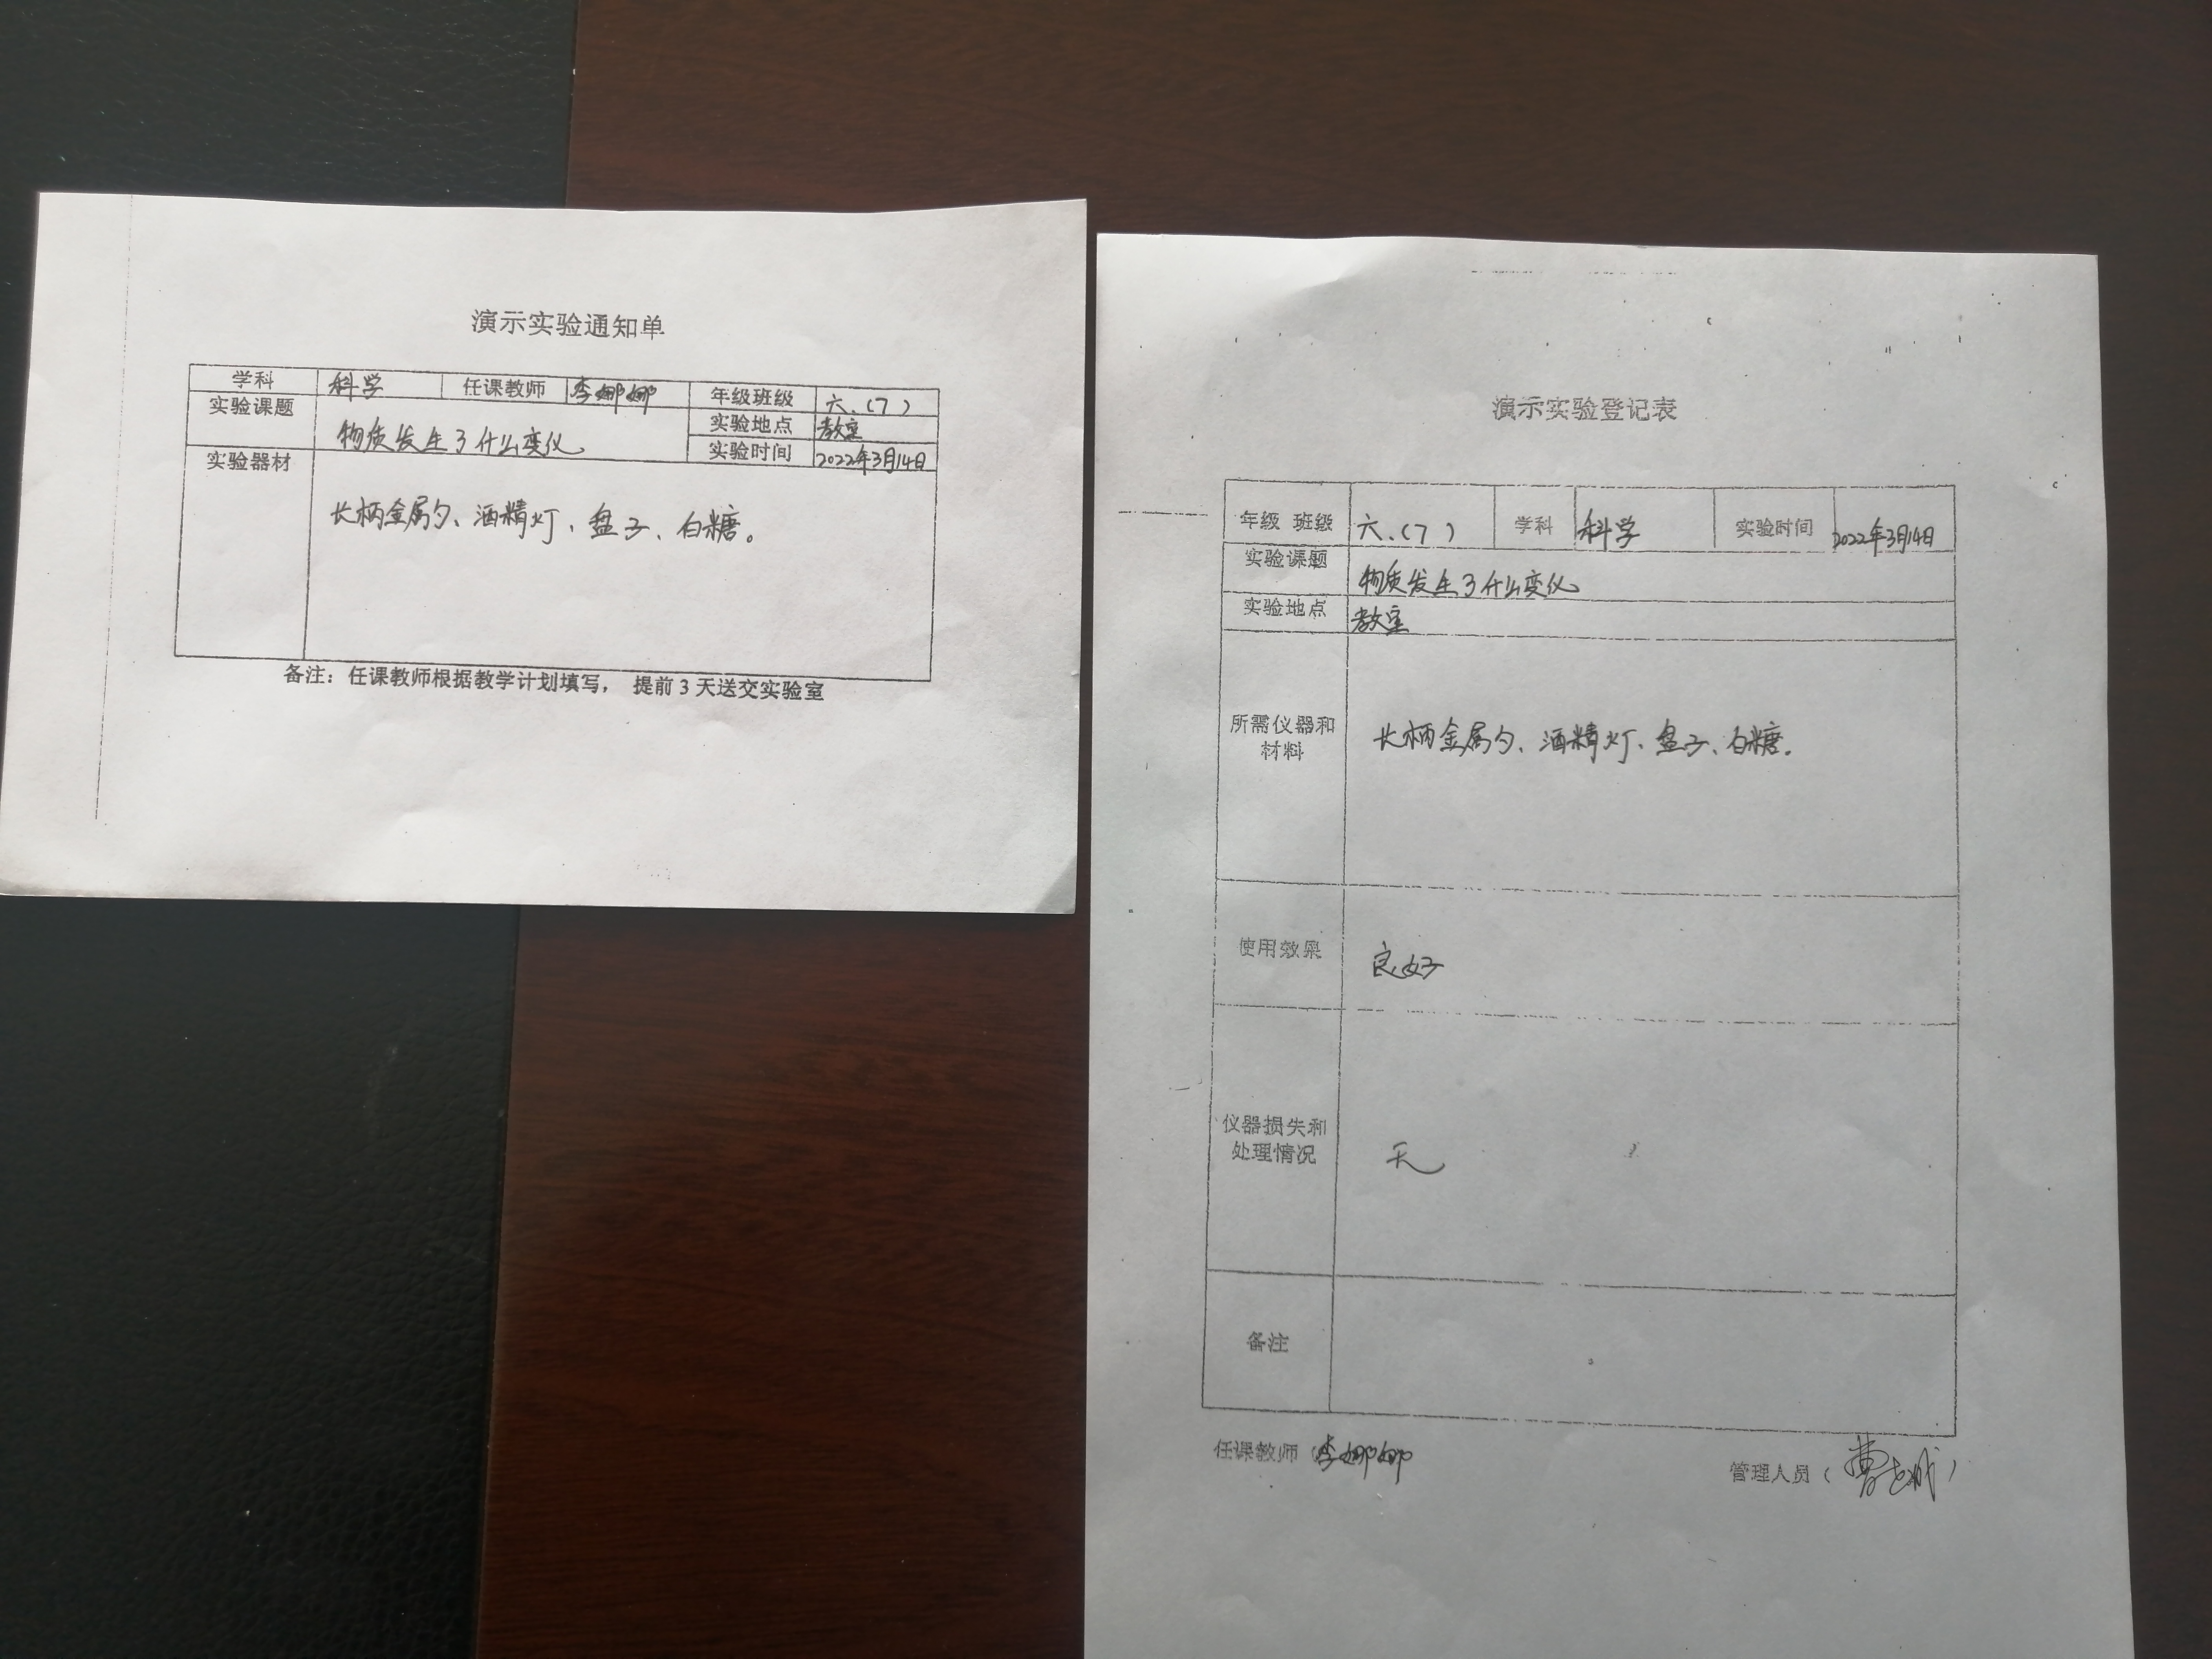 演示实验通知单
学科 科学 任课教师 李娜娜 年级班级 六.(7)
实验课题 物质发生了什么变化 实验地点 教室
实验时间 2022年3月14日
实验器材 长柄金属勺、酒精灯、盘子、白糖。
备注：任课教师根据教学计划填写， 提前3天送交实验室
演示实验登记表
年级 班级 六.(7) 学科 科学 实验时间 2022年3月14日
实验课题 物质发生了什么变化
实验地点 教室
所需仪器和
材料 长柄金属勺、酒精灯、盘子、白糖.
使用效果 良好
仪器损失和
处理情况 无
备注
任课教师（李娜娜 管理人员（曹）